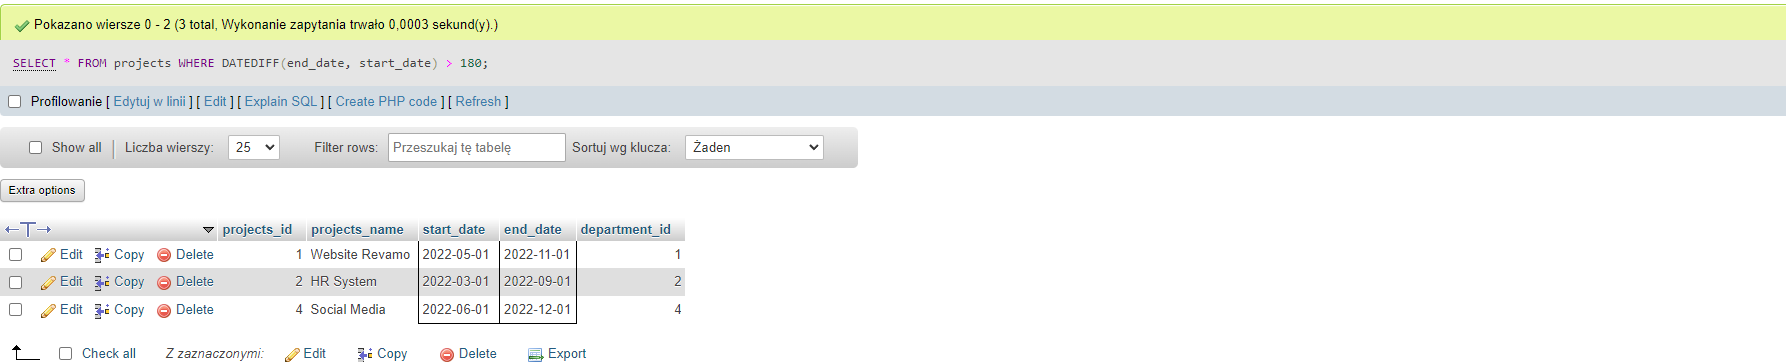 Pokazano wiersze 0 - 2 (3 total, Wykonanie zapytania trwało 0,0003 sekund(y).)
SELECT * FROM projects WHERE DATEDIFF(end_date, start_date) > 180;
Profilowanie [ Edytuj w linii ] [ Edit ] [ Explain SQL ] [ Create PHP code ] [ Refresh ]
Show all Liczba wierszy: 25 Filter rows: Przeszukaj tę tabelę Sortuj wg klucza: Żaden
Extra options
projects_id projects_name start_date end_date department_id
Edit Copy Delete 1 Website Revamo 2022-05-01 2022-11-01 1
Edit Copy Delete 2 HR System 2022-03-01 2022-09-01 2
Edit Copy Delete 4 Social Media 2022-06-01 2022-12-01 4
Check all Z zaznaczonymi: Edit Copy Delete Export